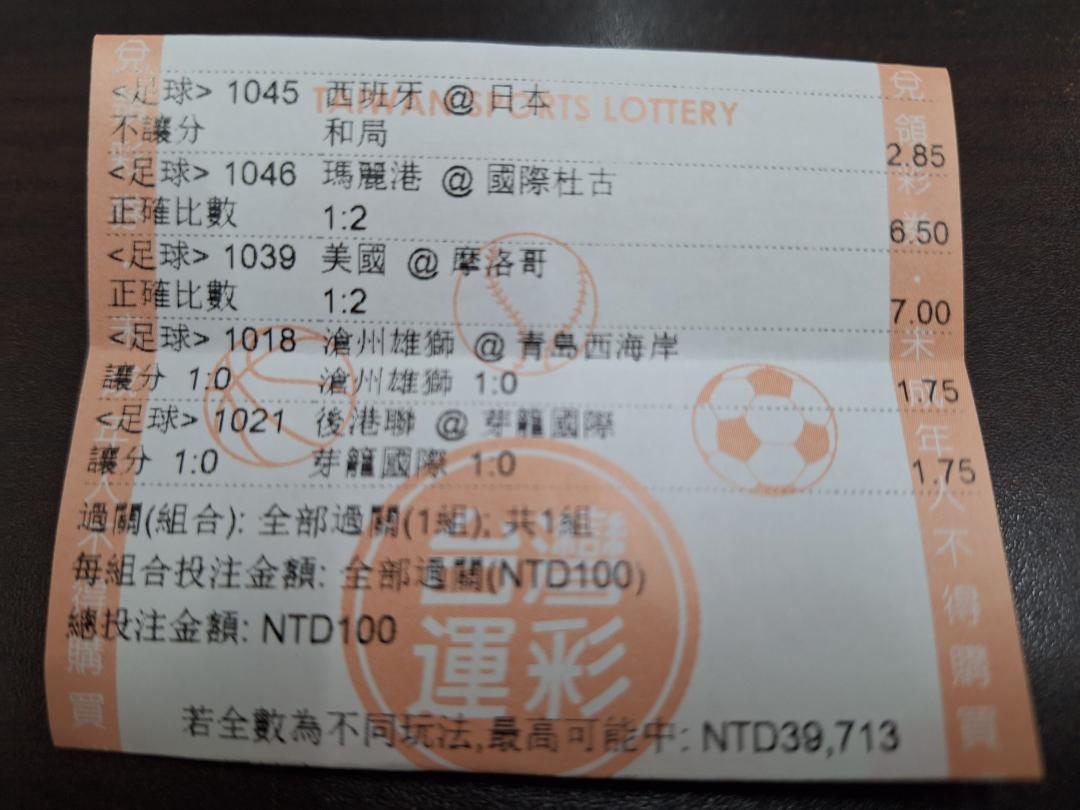 TAIWAN SPORTS LOTTERY
<足球> 1045 西班牙 @ 日本
不讓分 和局 2.85
<足球> 1046 瑪麗港 @ 國際杜古
正確比數 1:2 6.50
<足球> 1039 美國 @ 摩洛哥
正確比數 1:2 7.00
<足球> 1018 滄州雄獅 @ 青島西海岸
讓分 1:0 滄州雄獅 1:0 1.75
<足球> 1021 後港聯 @ 芽籠國際
讓分 1:0 芽籠國際 1:0 1.75
過關(組合): 全部過關(1組); 共1組
每組合投注金額: 全部過關(NTD100)
總投注金額: NTD100
台灣
運彩
若全數為不同玩法,最高可能中: NTD39,713
兌領彩券・未成年人不得購買